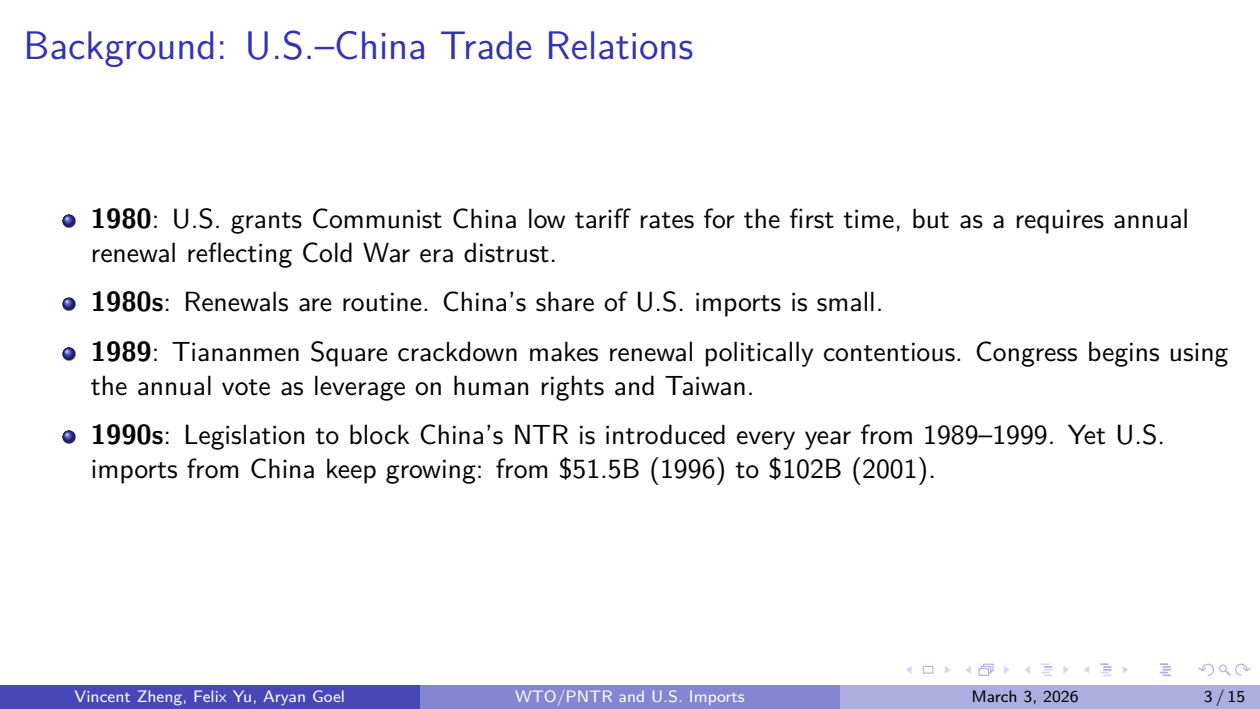 Background: U.S.–China Trade Relations
1980: U.S. grants Communist China low tariff rates for the first time, but as a requires annual
renewal reflecting Cold War era distrust.
1980s: Renewals are routine. China's share of U.S. imports is small.
1989: Tiananmen Square crackdown makes renewal politically contentious. Congress begins using
the annual vote as leverage on human rights and Taiwan.
1990s: Legislation to block China's NTR is introduced every year from 1989–1999. Yet U.S.
imports from China keep growing: from $51.5B (1996) to $102B (2001).
Vincent Zheng, Felix Yu, Aryan Goel
WTO/PNTR and U.S. Imports
March 3, 2026
3 / 15